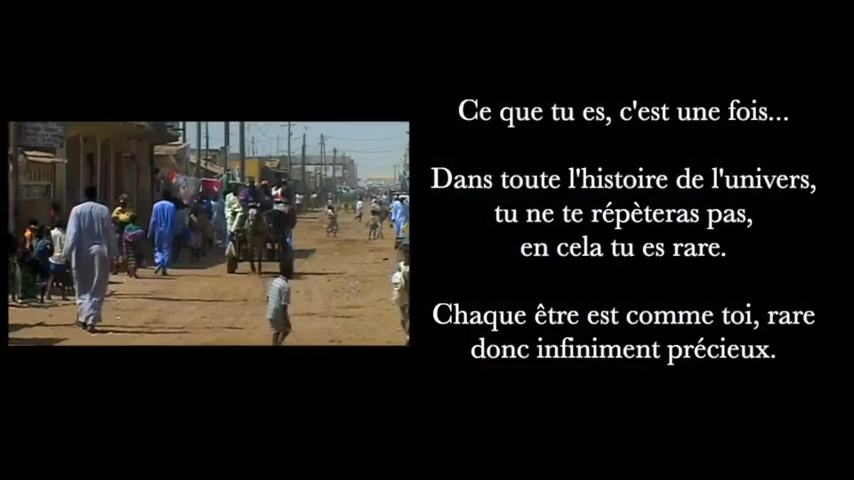 Ce que tu es, c'est une fois...
Dans toute l'histoire de l'univers,
tu ne te répèteras pas,
en cela tu es rare.
Chaque être est comme toi, rare
donc infiniment précieux.